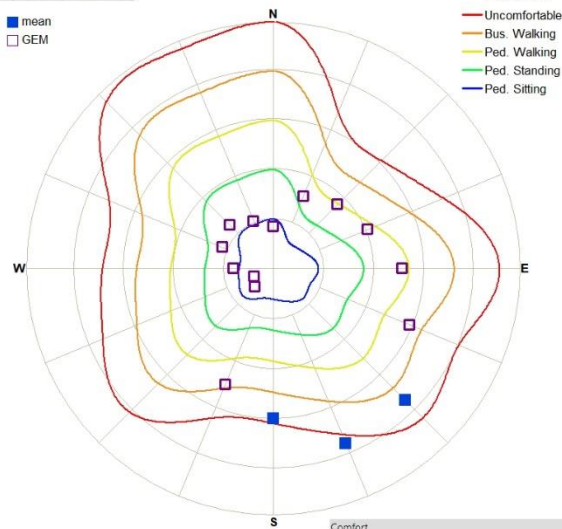 mean
GEM
N
Uncomfortable
Bus. Walking
Ped. Walking
Ped. Standing
Ped. Sitting
W
E
S
Comfort